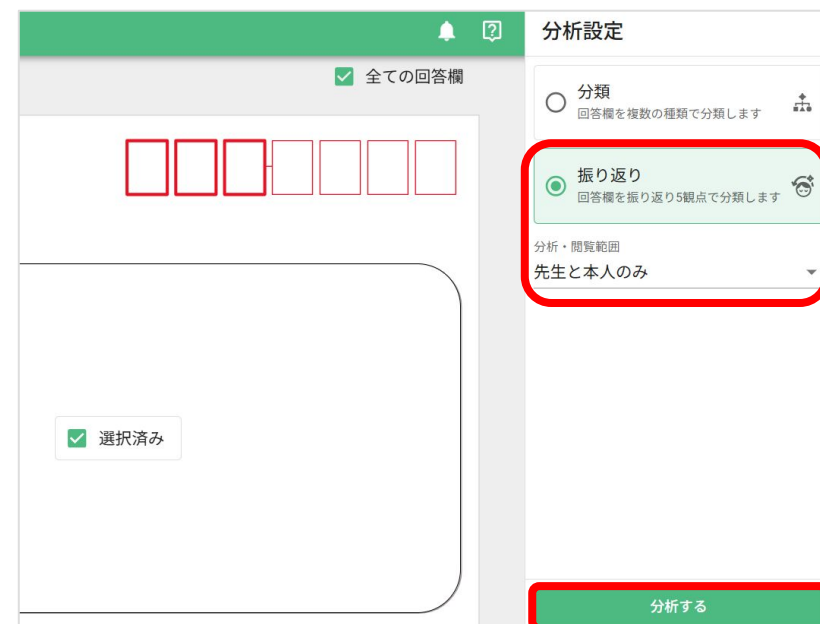 分析設定
全ての回答欄
分類
回答欄を複数の種類で分類します
振り返り
回答欄を振り返り5観点で分類します
分析・閲覧範囲
先生と本人のみ
選択済み
分析する